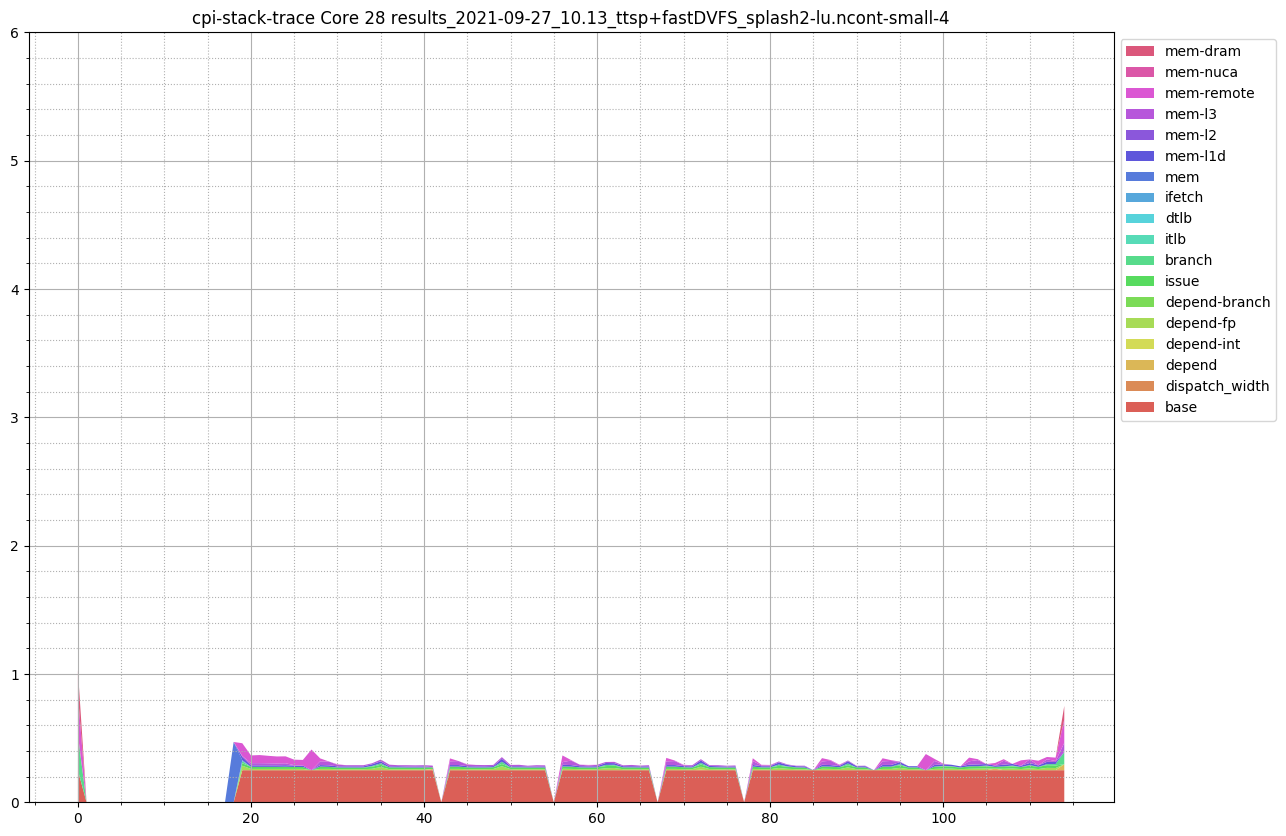 cpi-stack-trace Core 28 results_2021-09-27_10.13_ttsp+fastDVFS_splash2-lu.ncont-small-4
6
5
4
3
2
1
0
0 20 40 60 80 100
mem-dram
mem-nuca
mem-remote
mem-l3
mem-l2
mem-l1d
mem
ifetch
dtlb
itlb
branch
issue
depend-branch
depend-fp
depend-int
depend
dispatch_width
base